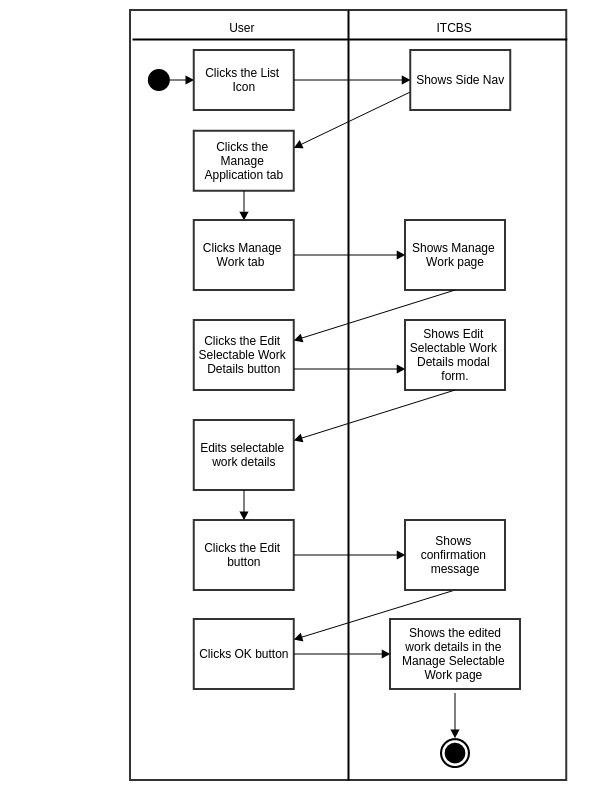 User
ITCBS
Clicks the List
Icon
Shows Side Nav
Clicks the
Manage
Application tab
Clicks Manage
Work tab
Shows Manage
Work page
Clicks the Edit
Selectable Work
Details button
Shows Edit
Selectable Work
Details modal
form.
Edits selectable
work details
Clicks the Edit
button
Shows
confirmation
message
Clicks OK button
Shows the edited
work details in the
Manage Selectable
Work page